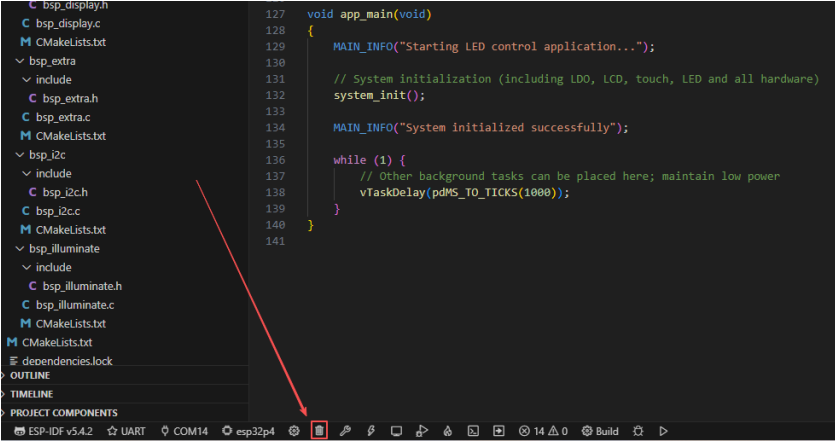 bsp_display.h
bsp_display.c
CMakeLists.txt
bsp_extra
include
bsp_extra.h
bsp_extra.c
CMakeLists.txt
bsp_i2c
include
bsp_i2c.h
bsp_i2c.c
CMakeLists.txt
bsp_illuminate
include
bsp_illuminate.h
bsp_illuminate.c
CMakeLists.txt
CMakeLists.txt
dependencies.lock
OUTLINE
TIMELINE
PROJECT COMPONENTS
127 void app_main(void)
128 {
129 MAIN_INFO("Starting LED control application...");
130
131 // System initialization (including LDO, LCD, touch, LED and all hardware)
132 system_init();
133
134 MAIN_INFO("System initialized successfully");
135
136 while (1) {
137 // Other background tasks can be placed here; maintain low power
138 vTaskDelay(pdMS_TO_TICKS(1000));
139 }
140 }
141
ESP-IDF v5.4.2 UART COM14 esp32p4 14 0 Build